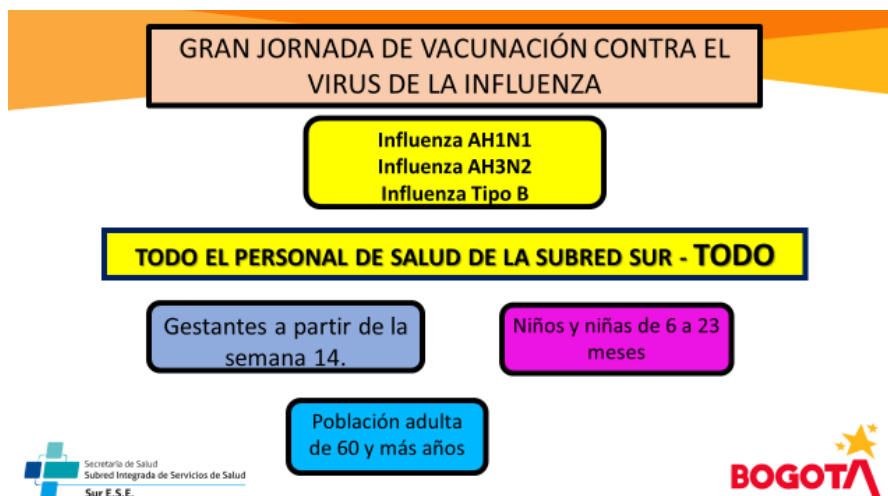 GRAN JORNADA DE VACUNACIÓN CONTRA EL
VIRUS DE LA INFLUENZA
Influenza AH1N1
Influenza AH3N2
Influenza Tipo B
TODO EL PERSONAL DE SALUD DE LA SUBRED SUR - TODO
Gestantes a partir de la
semana 14.
Niños y niñas de 6 a 23
meses
Población adulta
de 60 y más años
Secretaría de Salud
Subred Integrada de Servicios de Salud
Sur E.S.E.
BOGOTÁ